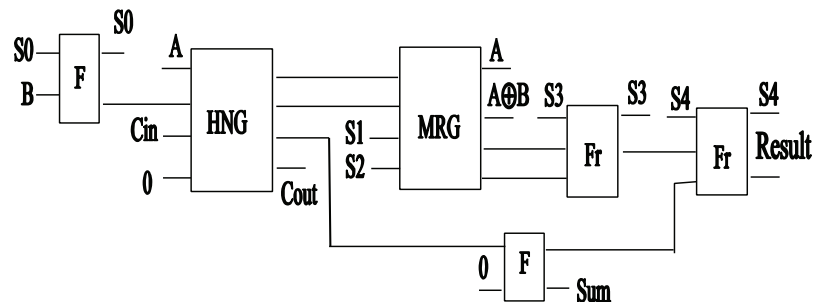 S0
S0
B
F
A
Cin
0
HNG
Cout
S1
S2
MRG
A
A⊕B
S3
Fr
S3
S4
Fr
S4
Result
0
F
Sum